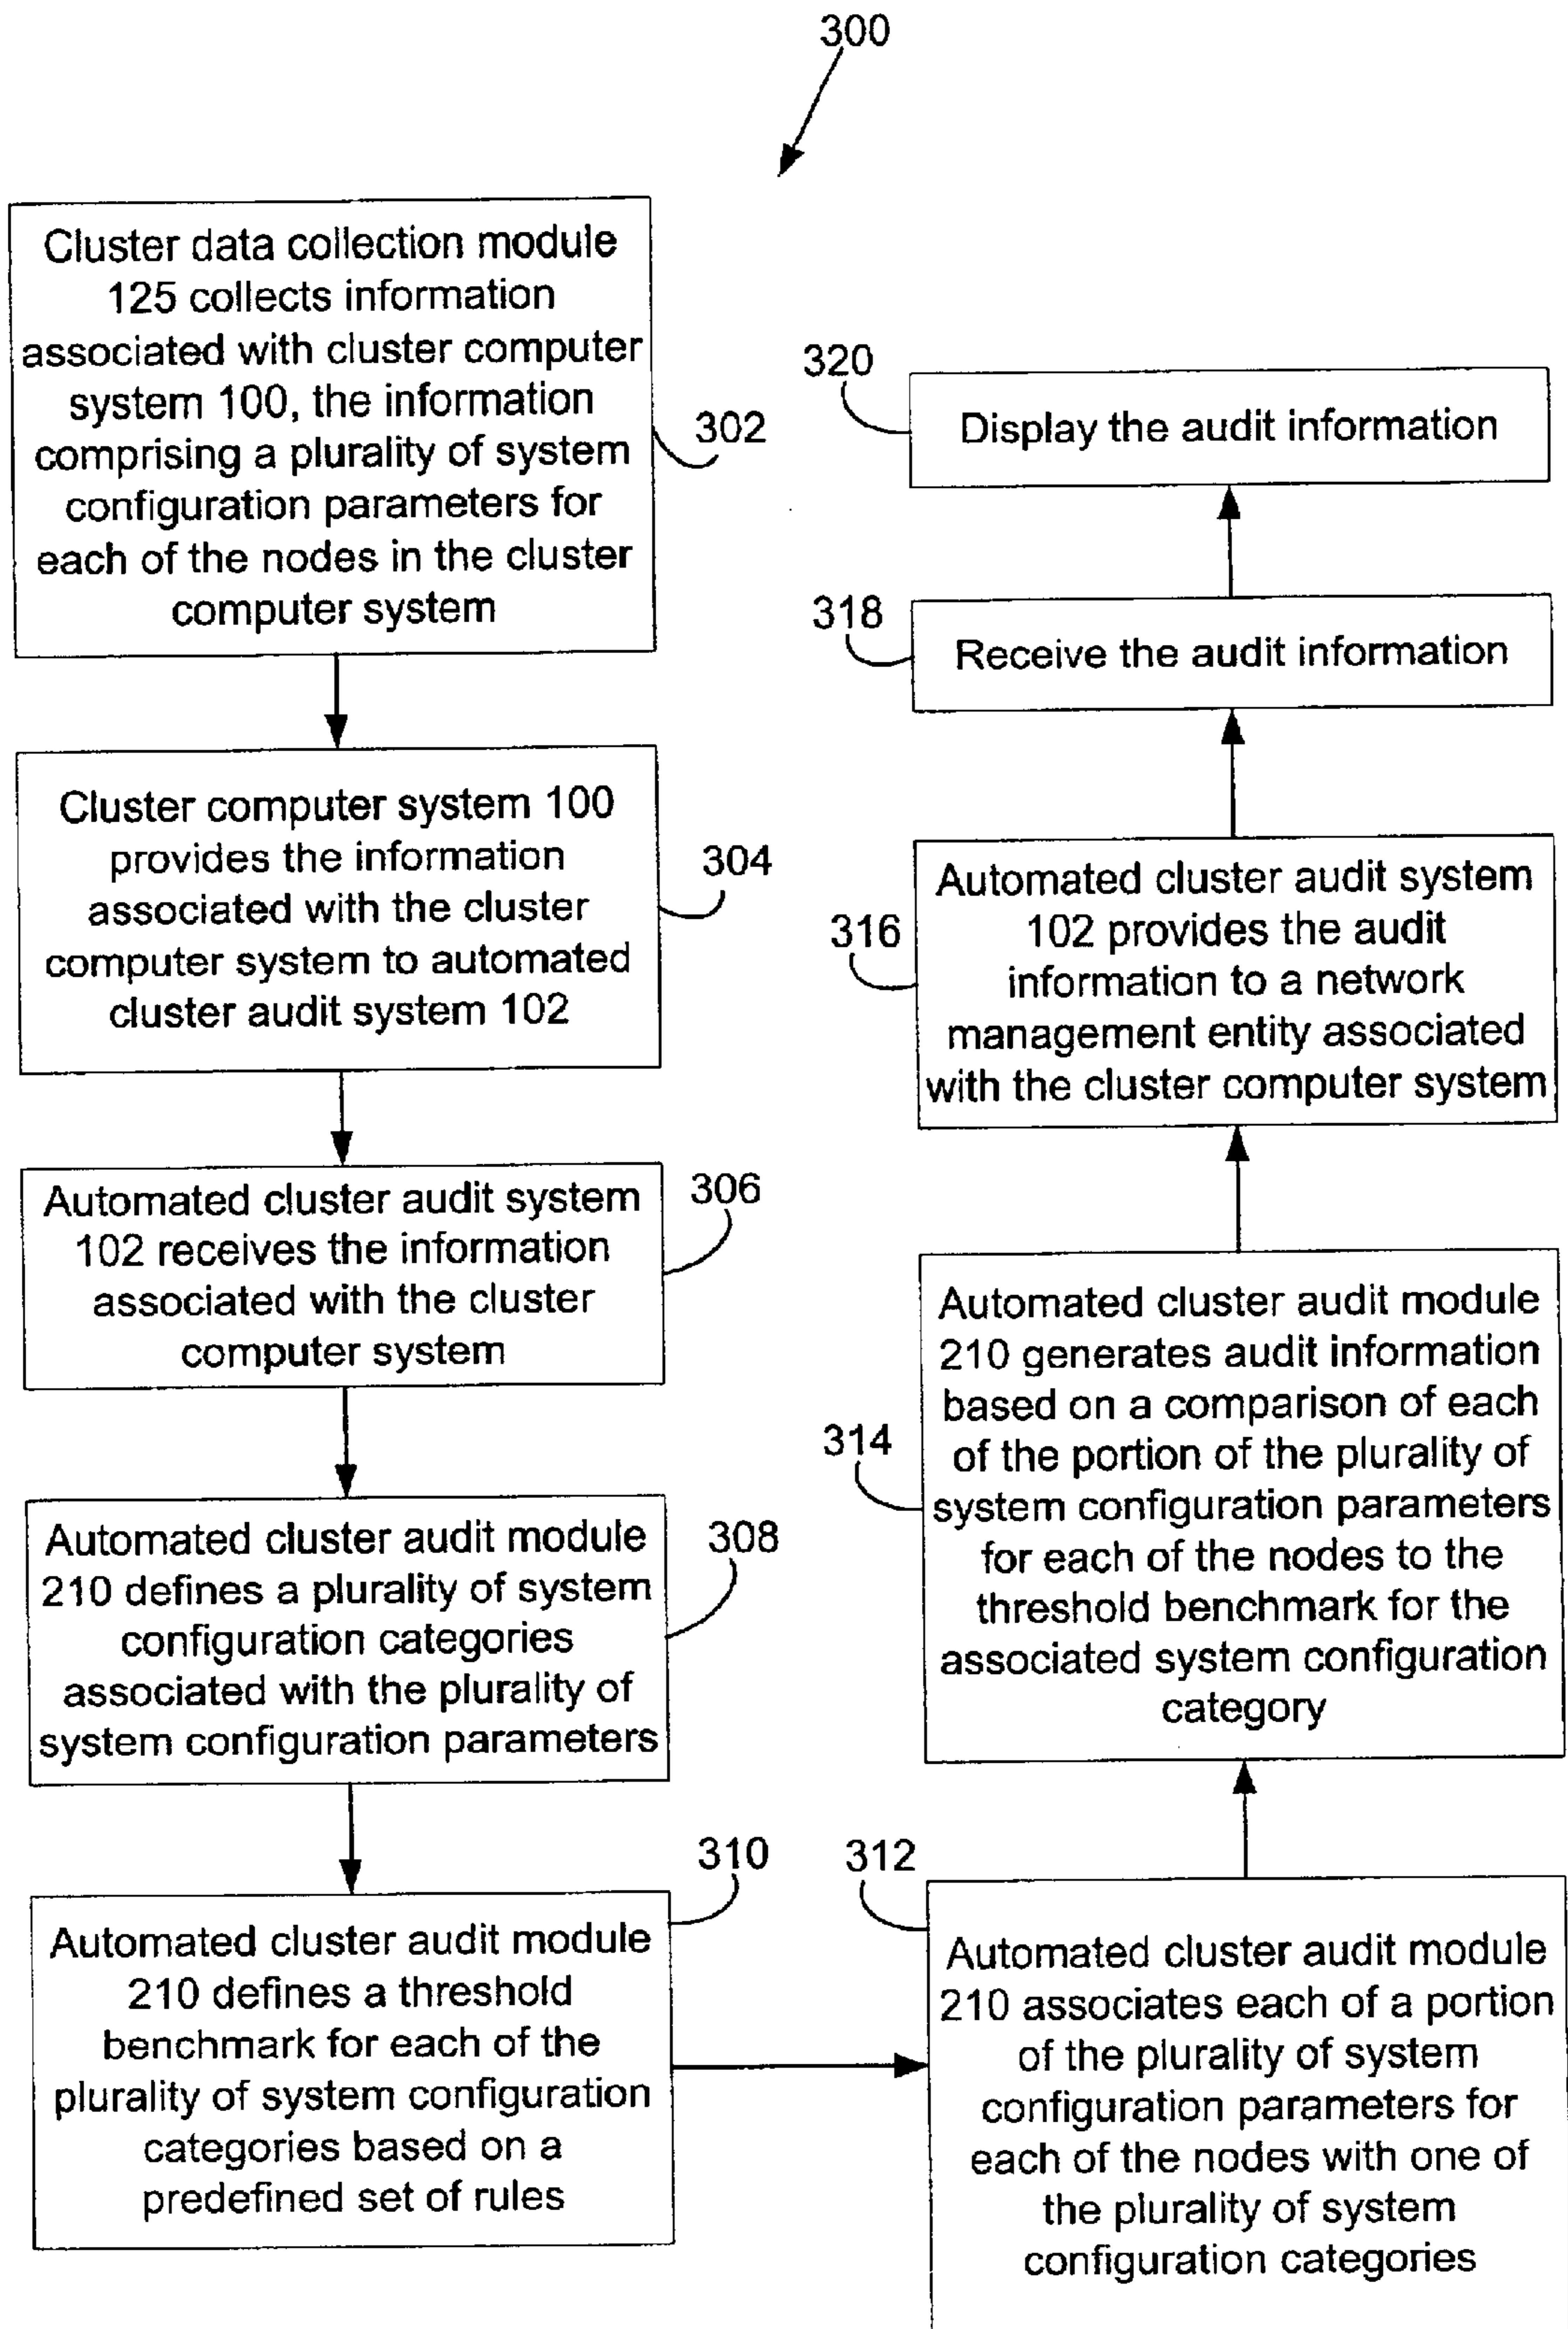 300
Cluster data collection module
125 collects information
associated with cluster computer
system 100, the information
comprising a plurality of system
configuration parameters for
each of the nodes in the cluster
computer system
302
Cluster computer system 100
provides the information
associated with the cluster
computer system to automated
cluster audit system 102
304
Automated cluster audit system
102 receives the information
associated with the cluster
computer system
306
Automated cluster audit module
210 defines a plurality of system
configuration categories
associated with the plurality of
system configuration parameters
308
Automated cluster audit module
210 defines a threshold
benchmark for each of the
plurality of system configuration
categories based on a
predefined set of rules
310
312
Automated cluster audit module
210 associates each of a portion
of the plurality of system
configuration parameters for
each of the nodes with one of
the plurality of system
configuration categories
314
Automated cluster audit module
210 generates audit information
based on a comparison of each
of the portion of the plurality of
system configuration parameters
for each of the nodes to the
threshold benchmark for the
associated system configuration
category
316
Automated cluster audit system
102 provides the audit
information to a network
management entity associated
with the cluster computer system
318
Receive the audit information
320
Display the audit information